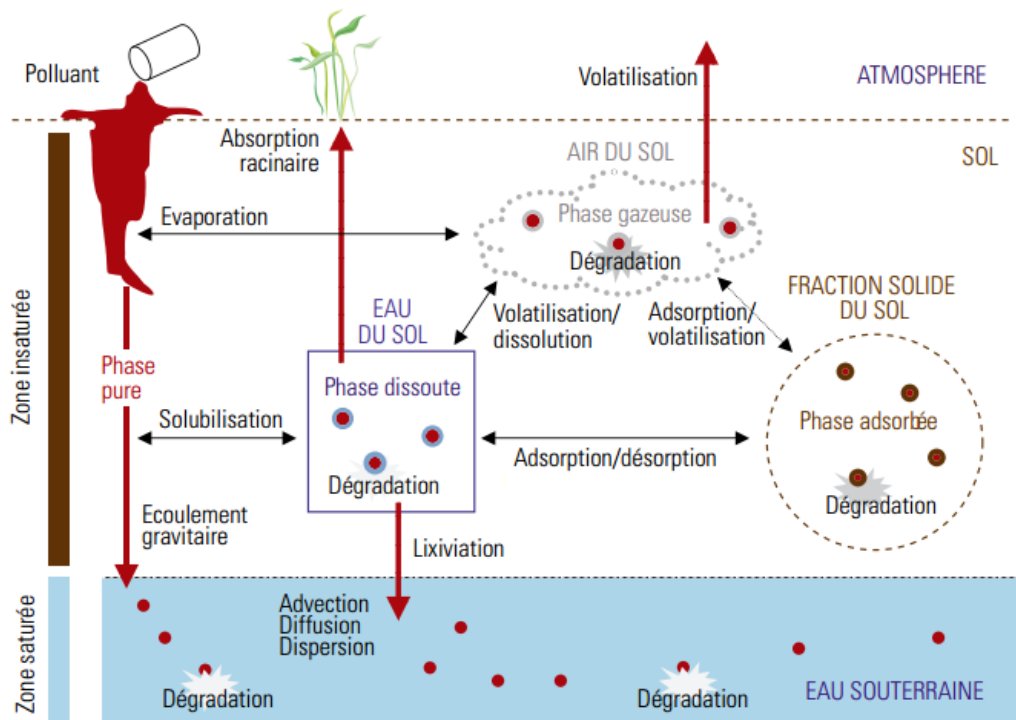 Polluant
Volatilisation
ATMOSPHERE
Absorption
racinaire
AIR DU SOL
SOL
Evaporation
Phase gazeuse
Dégradation
Zone insaturée
EAU
DU SOL
Volatilisation/
dissolution
Adsorption/
volatilisation
FRACTION SOLIDE
DU SOL
Phase
pure
Phase dissoute
Solubilisation
Phase adsorbée
Adsorption/désorption
Dégradation
Dégradation
Ecoulement
gravitaire
Lixiviation
Zone saturée
Advection
Diffusion
Dispersion
Dégradation
Dégradation
EAU SOUTERRAINE